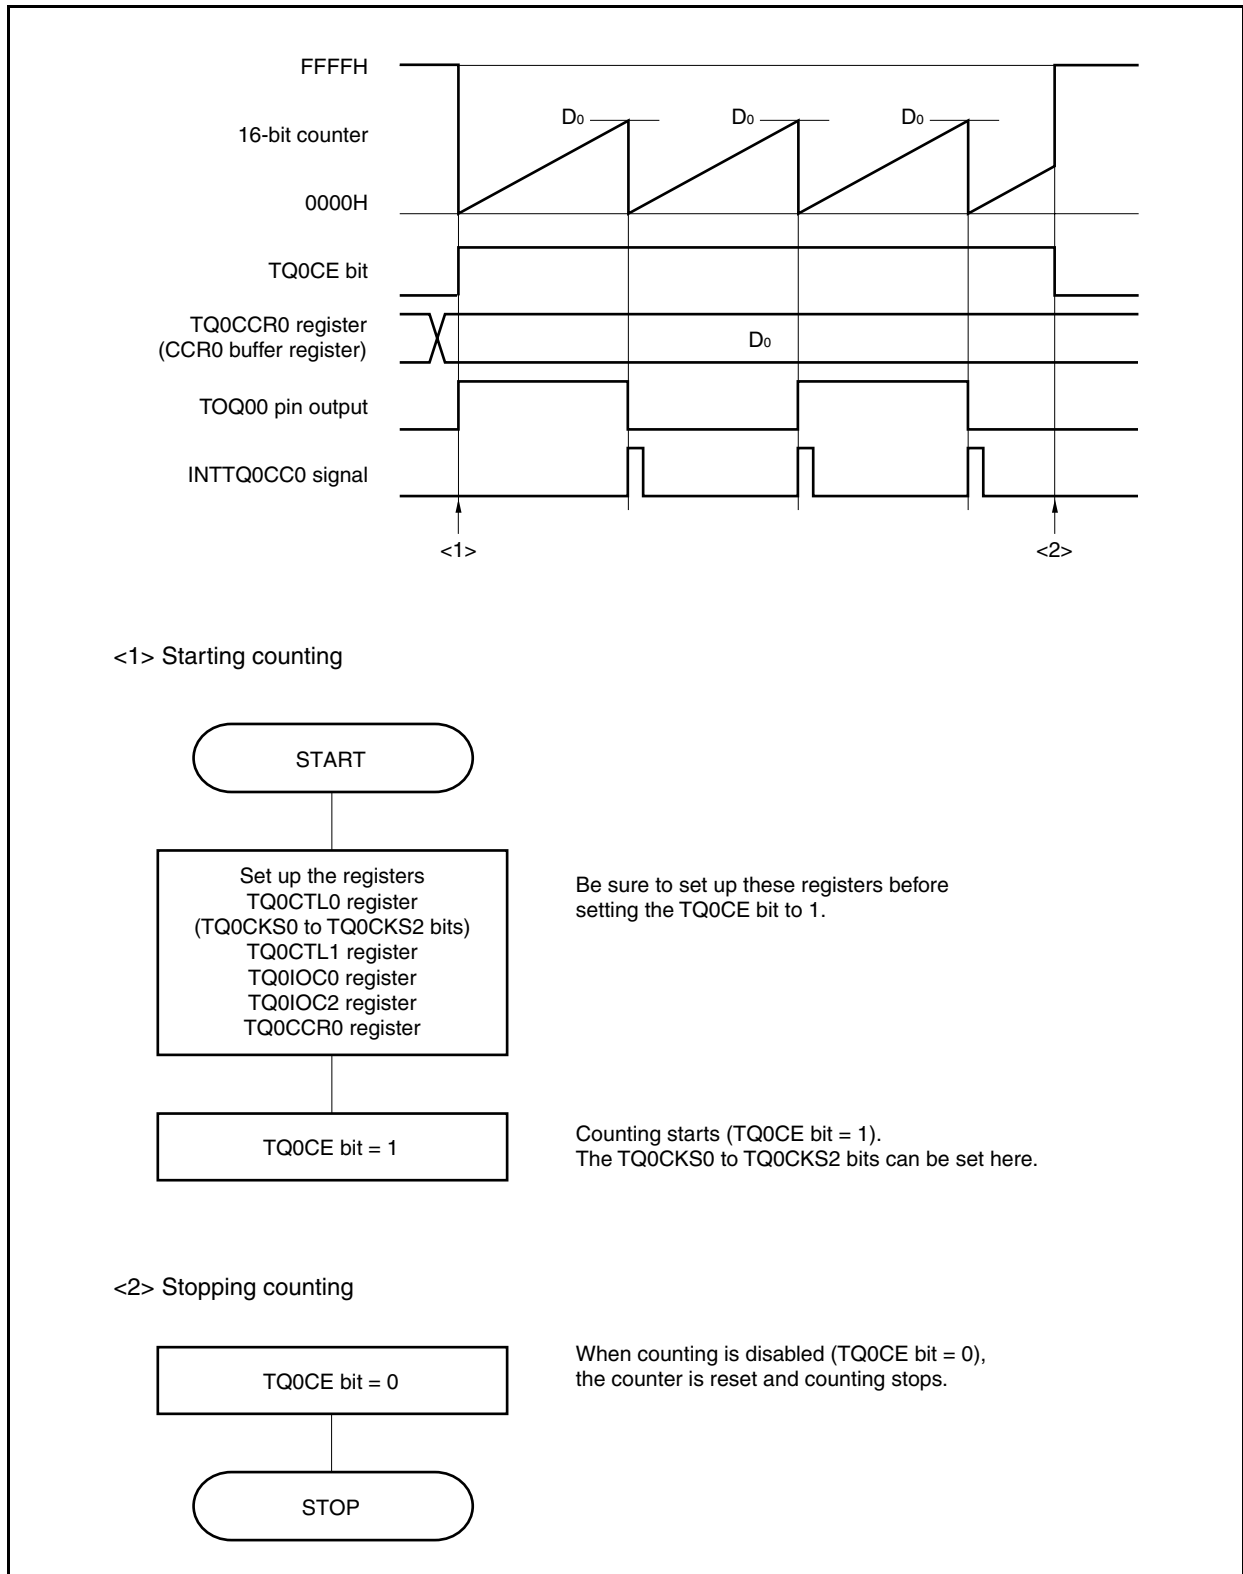 FFFFH
D0 D0 D0
16-bit counter
0000H
TQ0CE bit
TQ0CCR0 register
(CCR0 buffer register)
D0
TOQ00 pin output
INTTQ0CC0 signal
<1> <2>
<1> Starting counting
START
Set up the registers
TQ0CTL0 register
(TQ0CKS0 to TQ0CKS2 bits)
TQ0CTL1 register
TQ0IOC0 register
TQ0IOC2 register
TQ0CCR0 register
Be sure to set up these registers before
setting the TQ0CE bit to 1.
TQ0CE bit = 1
Counting starts (TQ0CE bit = 1).
The TQ0CKS0 to TQ0CKS2 bits can be set here.
<2> Stopping counting
TQ0CE bit = 0
When counting is disabled (TQ0CE bit = 0),
the counter is reset and counting stops.
STOP